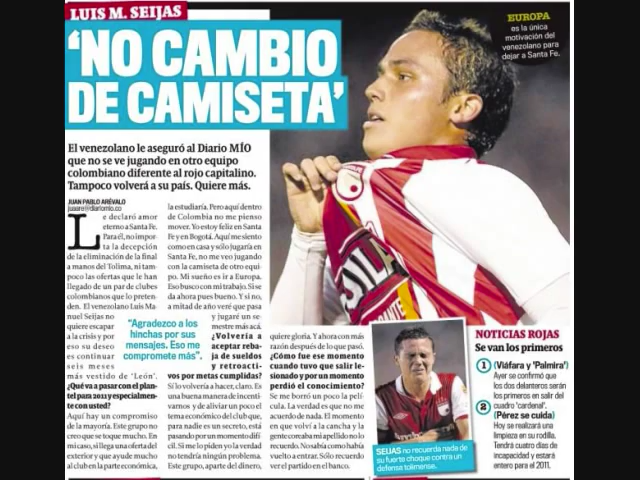 LUIS M. SEIJAS
'NO CAMBIO
DE CAMISETA'
EUROPA
es la única
motivación del
venezolano para
dejar a Santa Fe.
El venezolano le aseguró al Diario MÍO
que no se ve jugando en otro equipo
colombiano diferente al rojo capitalino.
Tampoco volverá a su país. Quiere más.
JUAN PABLO ARÉVALO
juaare@diariomio.co
Le declaró amor
eterno a Santa Fe.
Para él, no impor-
ta la decepción
de la eliminación de la final
a manos del Tolima, ni tam-
poco las ofertas que le han
llegado de un par de clubes
colombianos que lo preten-
den. El venezolano Luis Ma-
nuel Seijas no
quiere escapar
a la crisis y por
eso su deseo
es continuar
seis meses
más vestido de 'León'.
¿Qué va a pasar con el plan-
tel para 2011 y especialmen-
te con usted?
Aquí hay un compromiso
de la mayoría. Este grupo no
creo que se toque mucho. En
mi caso, si llega una oferta del
exterior y que ayude mucho
al club en la parte económica,
la estudiaría. Pero aquí dentro
de Colombia no me pienso
mover. Yo estoy feliz en Santa
Fe y en Bogotá. Aquí me siento
como en casa y sólo jugaría en
Santa Fe, no me veo jugando
con la camiseta de otro equi-
po. Mi sueño es ir a Europa.
Eso busco con mi trabajo. Si se
da ahora pues bueno. Y si no,
a mitad de año veré que pasa
y jugaré un se-
mestre más acá.
¿Volvería a
aceptar reba-
ja de sueldos
y retroacti-
vos por metas cumplidas?
Sí lo volvería a hacer, claro. Es
una buena manera de incenti-
varnos y de aliviar un poco el
tema económico del club que,
para nadie es un secreto, está
pasando por un momento difí-
cil. Si me lo piden yo la verdad
no tendría ningún problema.
Este grupo, aparte del dinero,
"Agradezco a los
hinchas por sus
mensajes. Eso me
compromete más".
quiere gloria. Y ahora con más
razón después de lo que pasó.
¿Cómo fue ese momento
cuando tuvo que salir le-
sionado y por un momento
perdió el conocimiento?
Se me borró un poco la pelí-
cula. La verdad es que no me
acuerdo de nada. El momento
en que volví a la cancha y la
gente coreaba mi apellido no lo
recuerdo. No sabía como había
vuelto a entrar. Sólo recuerdo
ver el partido en el banco.
SEIJAS no recuerda nada de
su fuerte choque contra un
defensa tolimense.
NOTICIAS ROJAS
Se van los primeros
1 (Viáfara y 'Palmira')
Ayer se confirmó que
los dos delanteros serán
los primeros en salir del
cuadro 'cardenal'.
2 (Pérez se cuida)
Hoy se realizará una
limpieza en su rodilla.
Tendrá cuatro días de
incapacidad y estará
entero para el 2011.